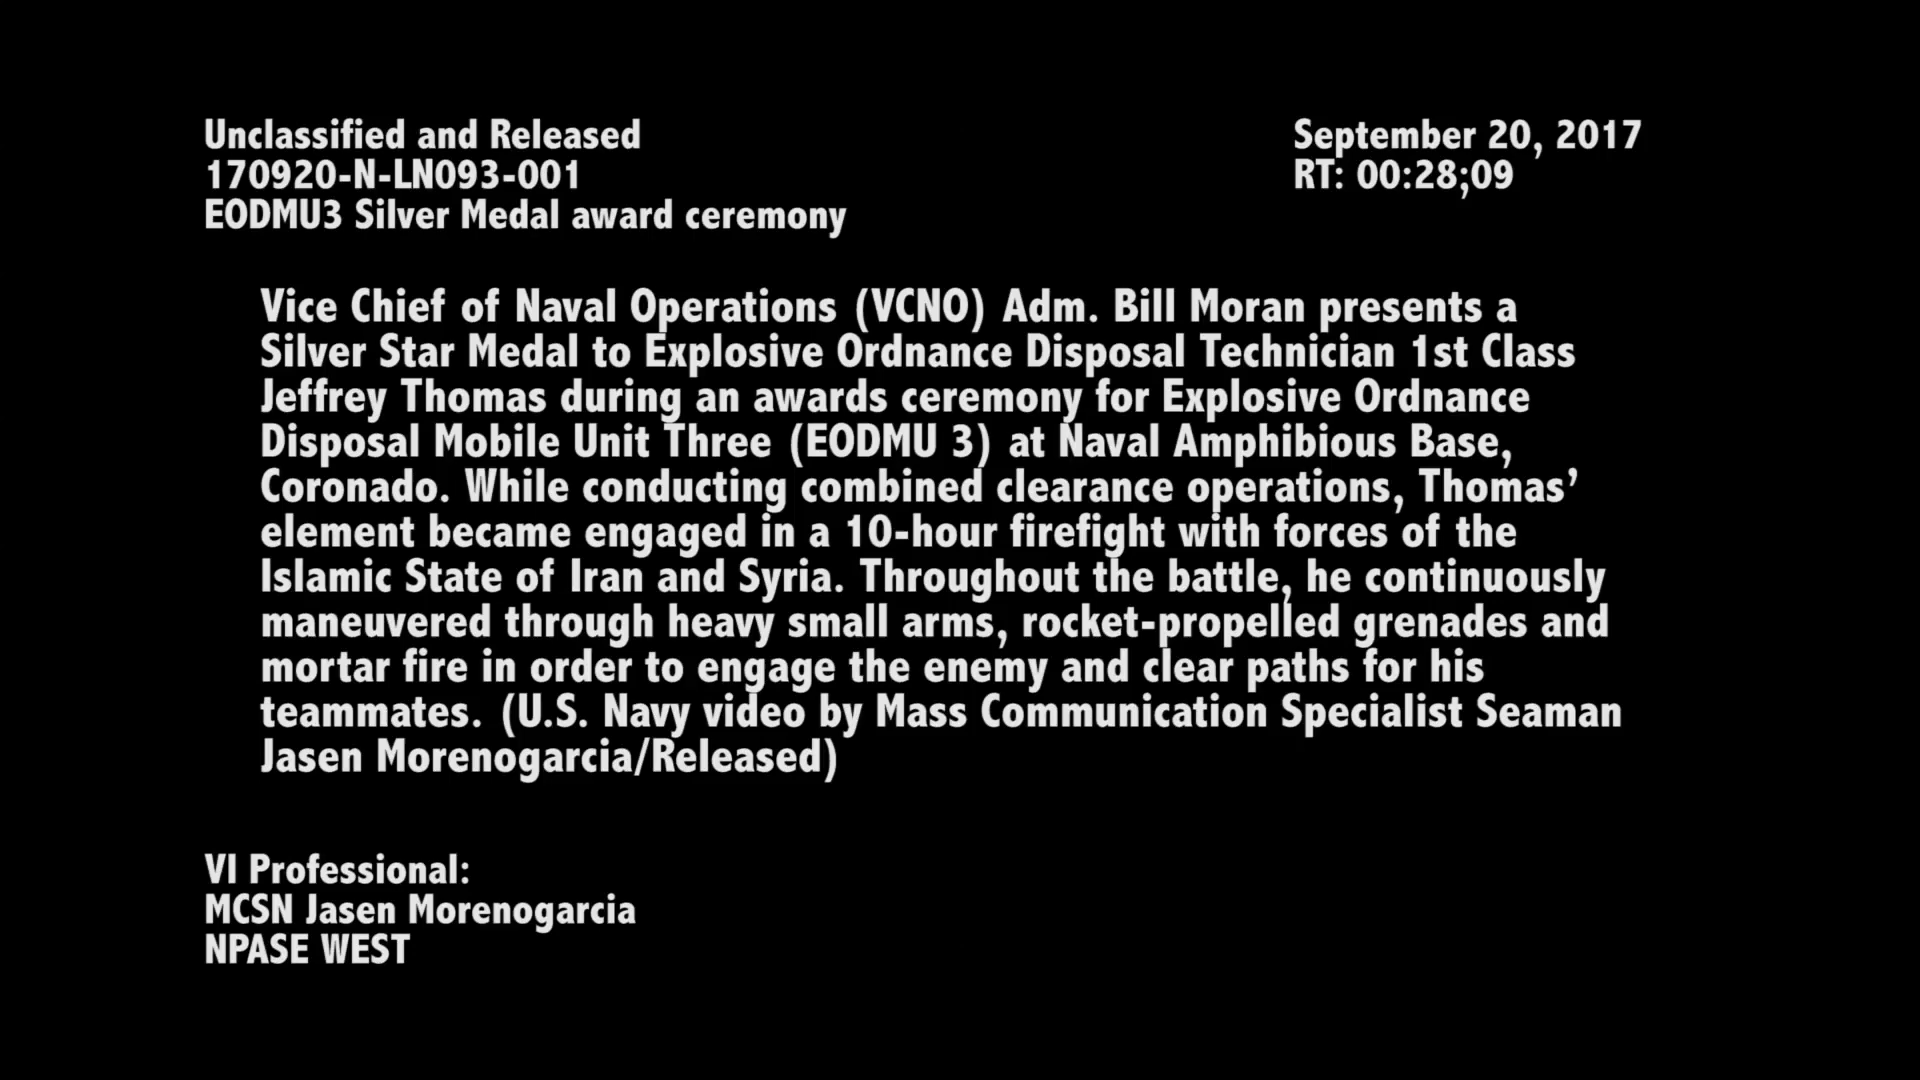 Unclassified and Released
170920-N-LN093-001
EODMU3 Silver Medal award ceremony
September 20, 2017
RT: 00:28;09
Vice Chief of Naval Operations (VCNO) Adm. Bill Moran presents a
Silver Star Medal to Explosive Ordnance Disposal Technician 1st Class
Jeffrey Thomas during an awards ceremony for Explosive Ordnance
Disposal Mobile Unit Three (EODMU 3) at Naval Amphibious Base,
Coronado. While conducting combined clearance operations, Thomas’
element became engaged in a 10-hour firefight with forces of the
Islamic State of Iran and Syria. Throughout the battle, he continuously
maneuvered through heavy small arms, rocket-propelled grenades and
mortar fire in order to engage the enemy and clear paths for his
teammates. (U.S. Navy video by Mass Communication Specialist Seaman
Jasen Morenogarcia/Released)
VI Professional:
MCSN Jasen Morenogarcia
NPASE WEST